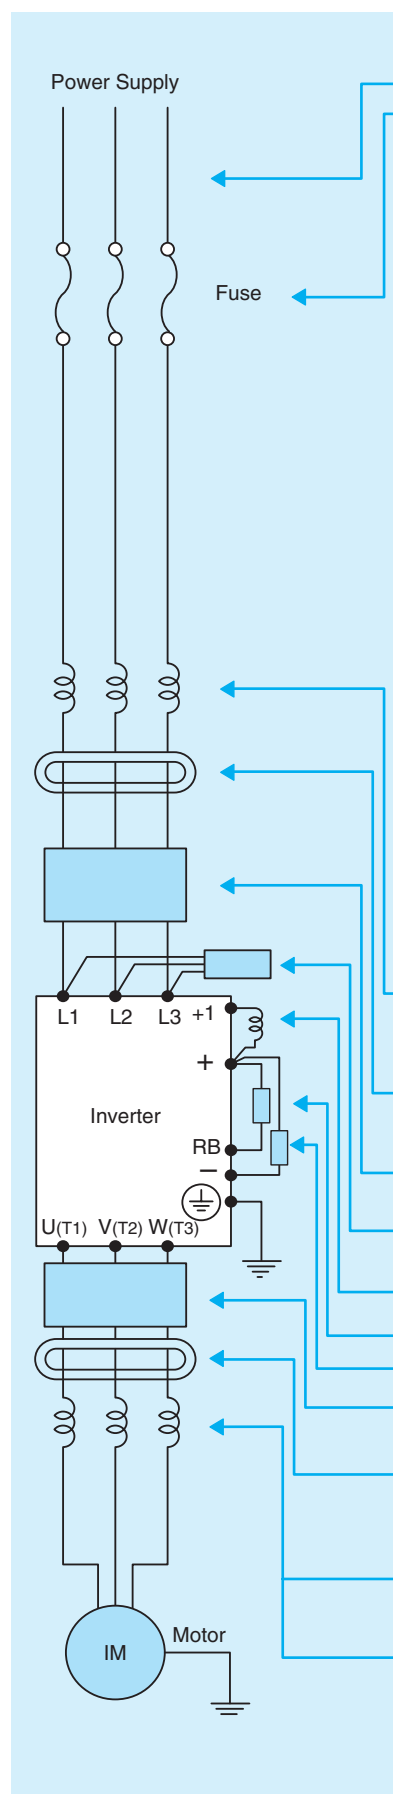 Power Supply
Fuse
L1 L2 L3 +1
+
Inverter
RB
−
U(T1) V(T2) W(T3)
Motor
IM